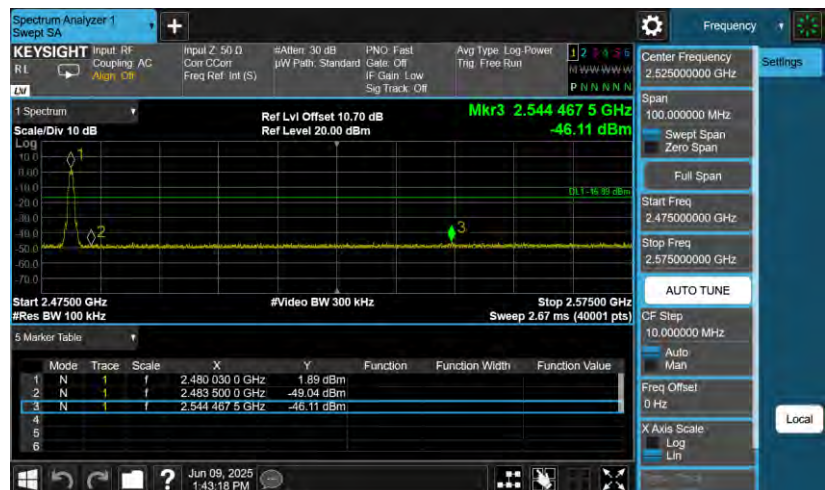 Spectrum Analyzer 1
Swept SA
+
Frequency
KEYSIGHT
RL
LM
Input: RF
Coupling: AC
Align: Off
Input Z: 50 Ω
Corr CCorr
Freq Ref: Int (S)
#Atten: 30 dB
µW Path: Standard
PNO: Fast
Gate: Off
IF Gain: Low
Sig Track: Off
Avg Type: Log-Power
Trig: Free Run
1 2 3 4 5 6
M W W W W W
P N N N N N
Center Frequency
2.525000000 GHz
Settings
1 Spectrum
Scale/Div 10 dB
Ref Lvl Offset 10.70 dB
Ref Level 20.00 dBm
Mkr3 2.544 467 5 GHz
-46.11 dBm
Span
100.000000 MHz
Swept Span
Zero Span
Full Span
Start Freq
2.475000000 GHz
Stop Freq
2.575000000 GHz
AUTO TUNE
CF Step
10.000000 MHz
Auto
Man
Freq Offset
0 Hz
X Axis Scale
Log
Lin
Local
Log
10.0
0.00
-10.0
-20.0
-30.0
-40.0
-50.0
-60.0
-70.0
1
2
3
Start 2.47500 GHz
#Res BW 100 kHz
#Video BW 300 kHz
Stop 2.57500 GHz
Sweep 2.67 ms (40001 pts)
5 Marker Table
Mode Trace Scale X Y Function Function Width Function Value
1 N 1 f 2.480 030 0 GHz 1.89 dBm
2 N 1 f 2.483 500 0 GHz -49.04 dBm
3 N 1 f 2.544 467 5 GHz -46.11 dBm
4
5
6
?
Jun 09, 2025
1:43:18 PM